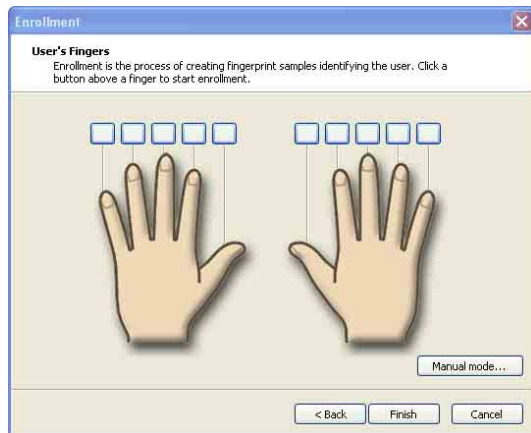 Enrollment
User's Fingers
Enrollment is the process of creating fingerprint samples identifying the user. Click a
button above a finger to start enrollment.
Manual mode...
< Back Finish Cancel